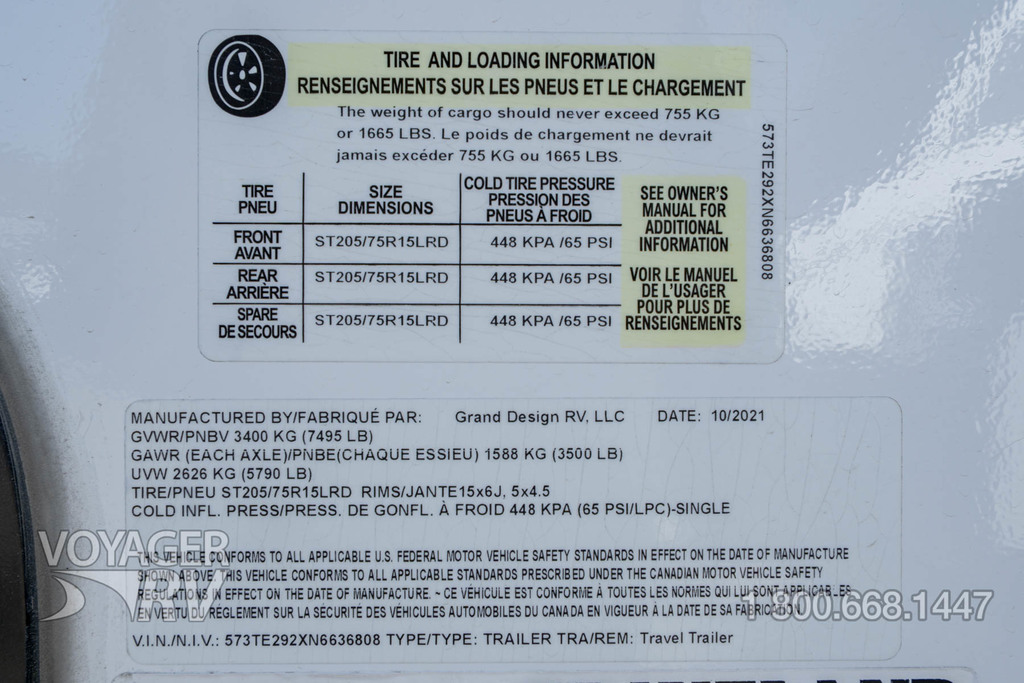 TIRE AND LOADING INFORMATION
RENSEIGNEMENTS SUR LES PNEUS ET LE CHARGEMENT
The weight of cargo should never exceed 755 KG
or 1665 LBS. Le poids de chargement ne devrait
jamais excéder 755 KG ou 1665 LBS.
573TE292XN6636808
TIRE
PNEU
SIZE
DIMENSIONS
COLD TIRE PRESSURE
PRESSION DES
PNEUS À FROID
SEE OWNER'S
MANUAL FOR
ADDITIONAL
INFORMATION
FRONT
AVANT
ST205/75R15LRD
448 KPA /65 PSI
REAR
ARRIÈRE
ST205/75R15LRD
448 KPA /65 PSI
VOIR LE MANUEL
DE L'USAGER
POUR PLUS DE
RENSEIGNEMENTS
SPARE
DE SECOURS
ST205/75R15LRD
448 KPA /65 PSI
MANUFACTURED BY/FABRIQUÉ PAR: Grand Design RV, LLC DATE: 10/2021
GVWR/PNBV 3400 KG (7495 LB)
GAWR (EACH AXLE)/PNBE(CHAQUE ESSIEU) 1588 KG (3500 LB)
UVW 2626 KG (5790 LB)
TIRE/PNEU ST205/75R15LRD RIMS/JANTE15x6J, 5x4.5
COLD INFL. PRESS/PRESS. DE GONFL. À FROID 448 KPA (65 PSI/LPC)-SINGLE
THIS VEHICLE CONFORMS TO ALL APPLICABLE U.S. FEDERAL MOTOR VEHICLE SAFETY STANDARDS IN EFFECT ON THE DATE OF MANUFACTURE
SHOWN ABOVE. THIS VEHICLE CONFORMS TO ALL APPLICABLE STANDARDS PRESCRIBED UNDER THE CANADIAN MOTOR VEHICLE SAFETY
REGULATIONS IN EFFECT ON THE DATE OF MANUFACTURE. ~ CE VÉHICULE EST CONFORME À TOUTES LES NORMES QUI LUI SONT APPLICABLES
EN VERTU DU RÈGLEMENT SUR LA SÉCURITÉ DES VÉHICULES AUTOMOBILES DU CANADA EN VIGUEUR À LA DATE DE SA FABRICATION.
V.I.N./N.I.V.: 573TE292XN6636808 TYPE/TYPE: TRAILER TRA/REM: Travel Trailer
VOYAGER
RV
1.800.668.1447